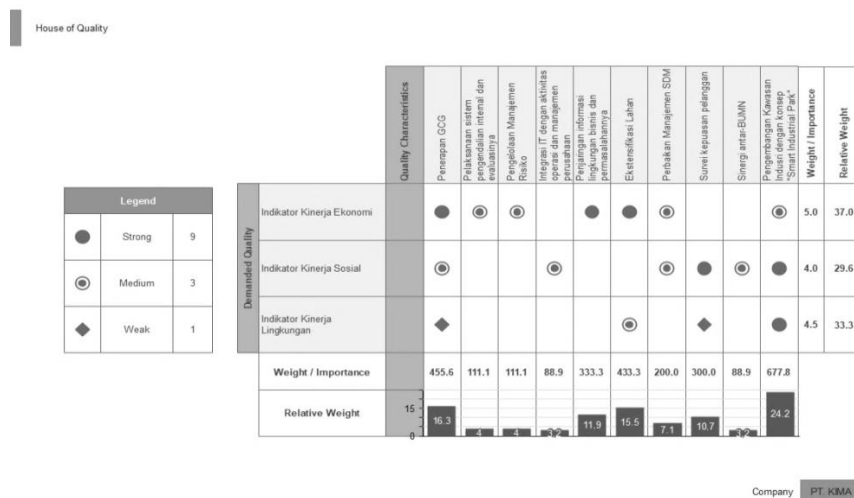 House of Quality
Quality Characteristics
Penerapan GCG
Pelaksanaan sistem
pengendalian internal dan
evaluasinya
Pengelolaan Manajemen
Risiko
Integrasi IT dengan aktivitas
operasi dan manajemen
perusahaan
Penjaringan informasi
lingkungan bisnis dan
permasalahannya
Ekstensifikasi Lahan
Perbaikan Manajemen SDM
Survei kepuasan pelanggan
Sinergi antar-BUMN
Pengembangan Kawasan
Industri dengan konsep
"Smart Industrial Park"
Weight / Importance
Relative Weight
Legend
Strong 9
Medium 3
Weak 1
Demanded Quality
Indikator Kinerja Ekonomi 5.0 37.0
Indikator Kinerja Sosial 4.0 29.6
Indikator Kinerja
Lingkungan 4.5 33.3
Weight / Importance 455.6 111.1 111.1 88.9 333.3 433.3 200.0 300.0 88.9 677.8
Relative Weight 15 0 16.3 4 4 3.2 11.9 15.5 7.1 10.7 3.2 24.2
Company PT. KIMA